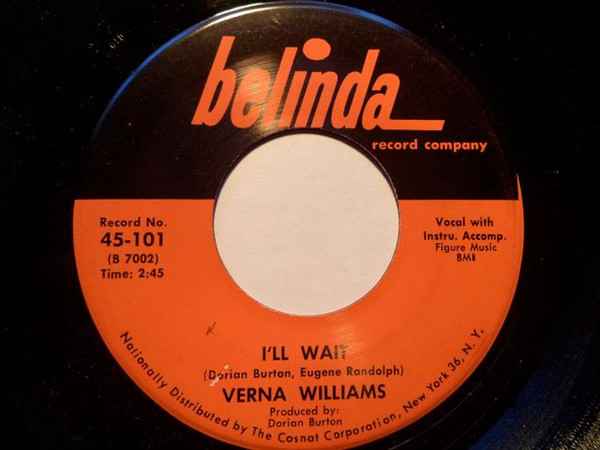 belinda
record company
Record No.
45-101
(B 7002)
Time: 2:45
Vocal with
Instru. Accomp.
Figure Music
BMI
I'LL WAIT
(Dorian Burton, Eugene Randolph)
VERNA WILLIAMS
Produced by:
Dorian Burton
Nationally Distributed by The Cosnat Corporation, New York 36, N. Y.